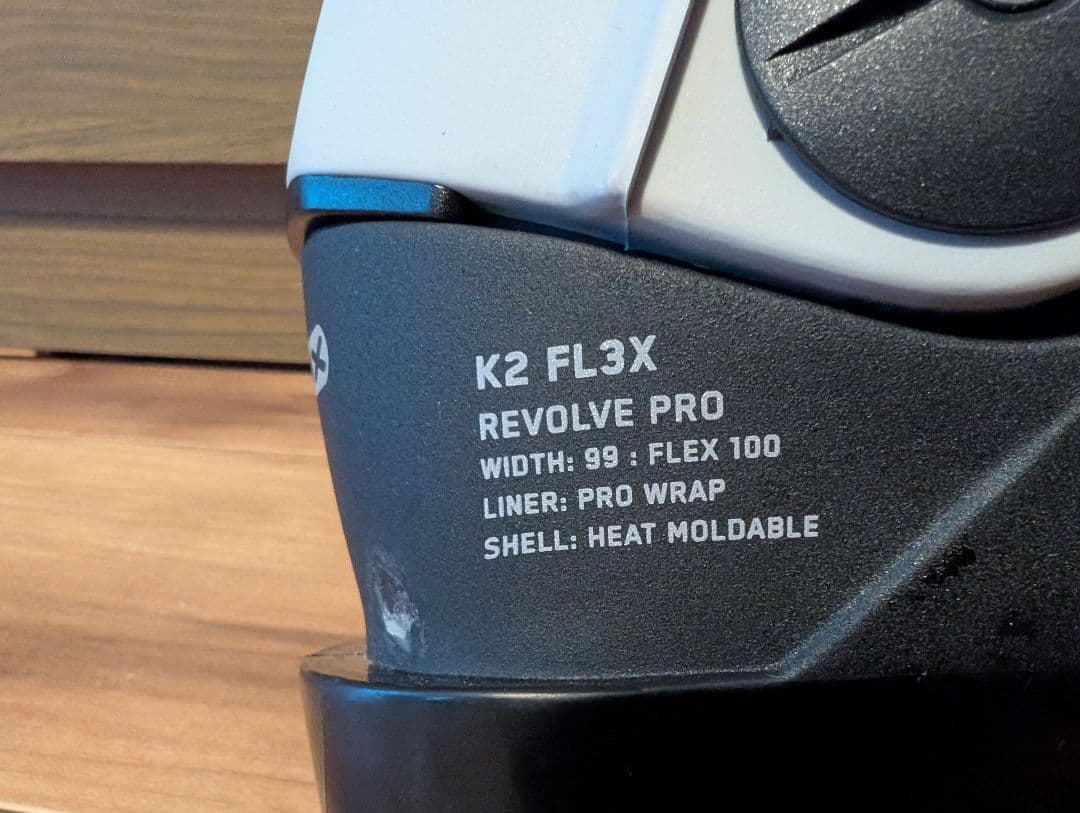 K2 FL3X
REVOLVE PRO
WIDTH: 99 : FLEX 100
LINER: PRO WRAP
SHELL: HEAT MOLDABLE